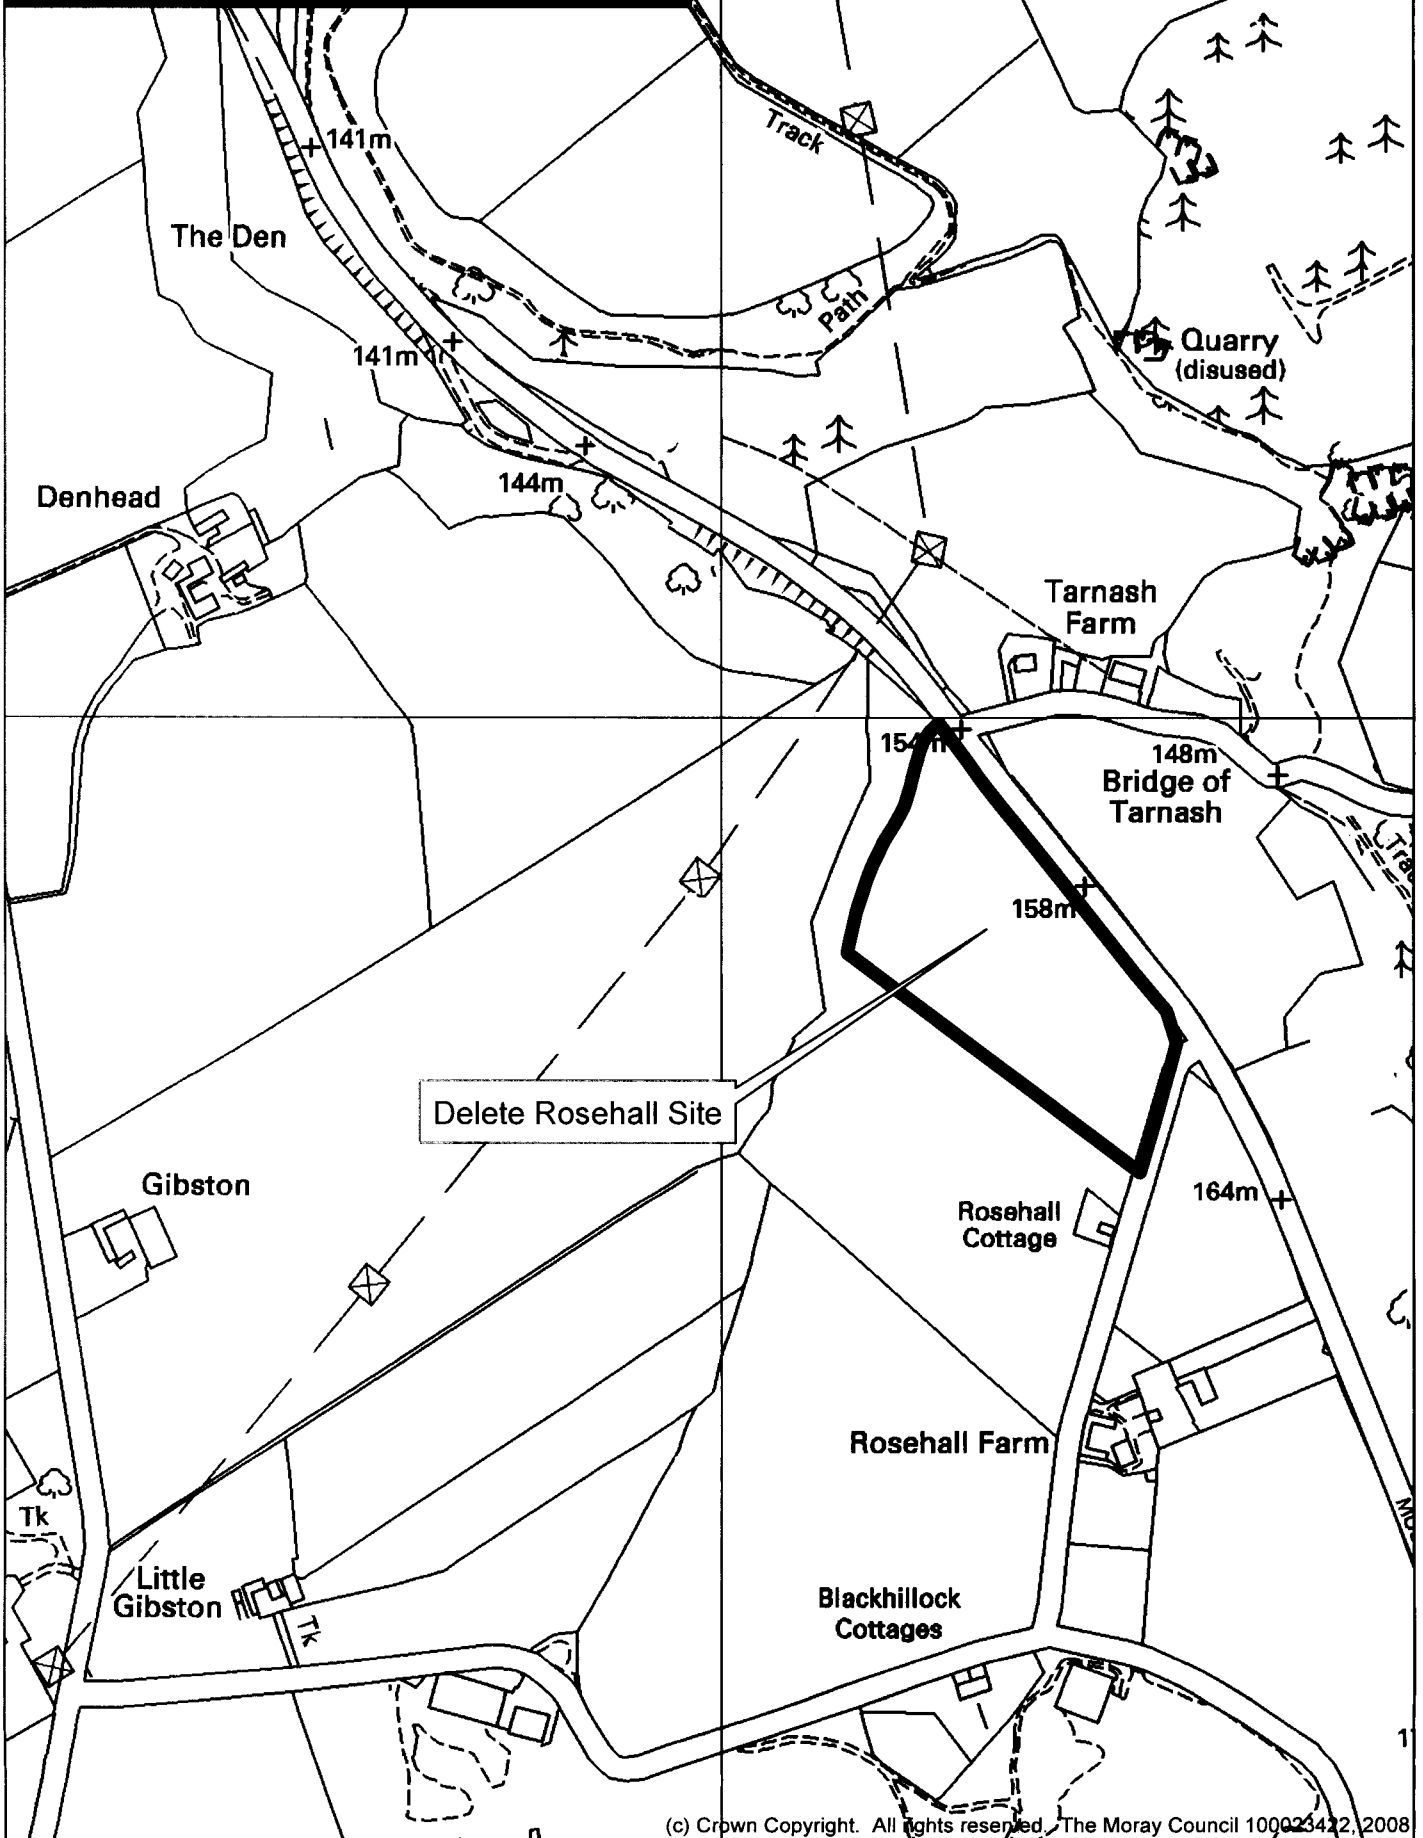 141m
Track
The Den
Path
141m
Quarry
(disused)
144m
Denhead
Tarnash
Farm
154m
148m
Bridge of
Tarnash
158m
Delete Rosehall Site
Gibston
164m
Rosehall
Cottage
Rosehall Farm
Tk
Little
Gibston
Tk
Blackhillock
Cottages
(c) Crown Copyright. All rights reserved. The Moray Council 100023422, 2008